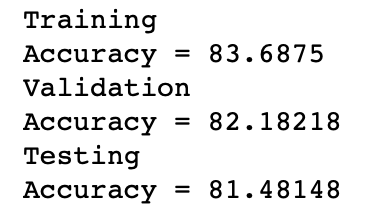 Training
Accuracy = 83.6875
Validation
Accuracy = 82.18218
Testing
Accuracy = 81.48148